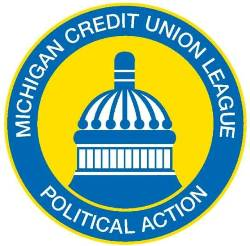 MICHIGAN CREDIT UNION LEAGUE
POLITICAL ACTION